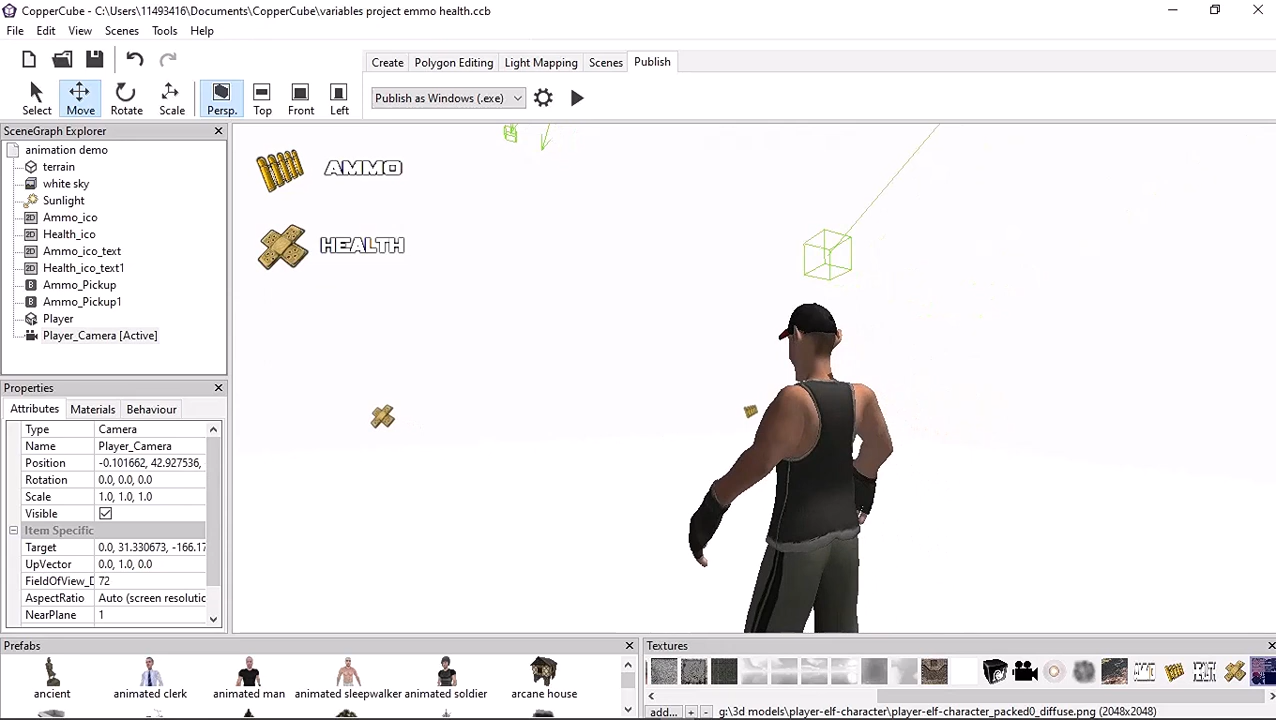 CopperCube - C:\Users\11493416\Documents\CopperCube\variables project emmo health.ccb
File Edit View Scenes Tools Help
Create Polygon Editing Light Mapping Scenes Publish
Select Move Rotate Scale Persp. Top Front Left
Publish as Windows (.exe)
SceneGraph Explorer
animation demo
terrain
white sky
Sunlight
Ammo_ico
Health_ico
Ammo_ico_text
Health_ico_text1
Ammo_Pickup
Ammo_Pickup1
Player
Player_Camera [Active]
AMMO
HEALTH
Properties
Attributes Materials Behaviour
Type Camera
Name Player_Camera
Position -0.101662, 42.927536,
Rotation 0.0, 0.0, 0.0
Scale 1.0, 1.0, 1.0
Visible
Item Specific
Target 0.0, 31.330673, -166.17
UpVector 0.0, 1.0, 0.0
FieldOfView_D 72
AspectRatio Auto (screen resolutic
NearPlane 1
Prefabs
ancient animated clerk animated man animated sleepwalker animated soldier arcane house
Textures
add... + - g:\3d models\player-elf-character\player-elf-character_packed0_diffuse.png (2048x2048)